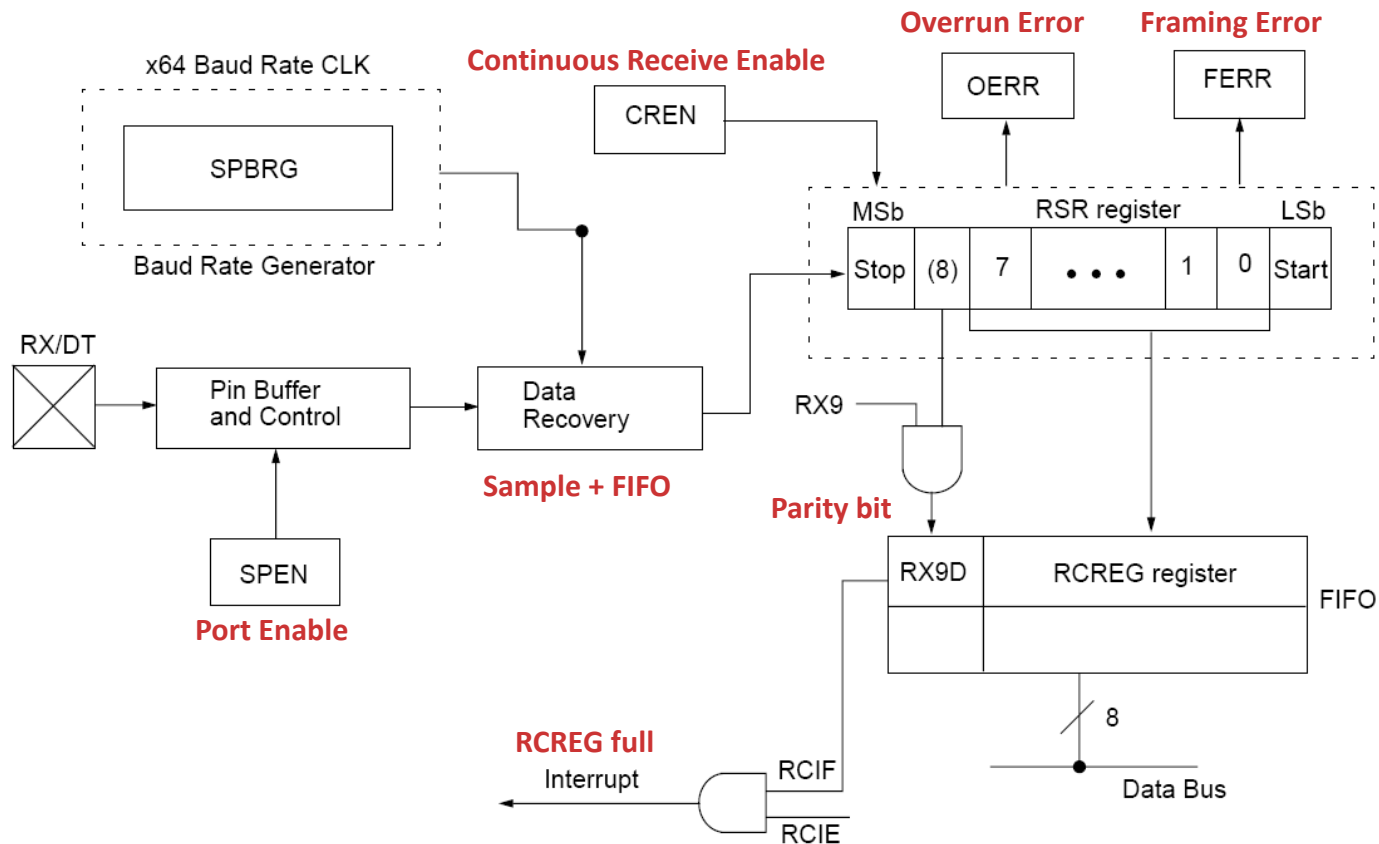 Overrun Error
Framing Error
x64 Baud Rate CLK
Continuous Receive Enable
OERR
FERR
CREN
SPBRG
MSb
RSR register
LSb
Stop
(8)
7
• • •
1
0
Start
Baud Rate Generator
RX/DT
Pin Buffer
and Control
Data
Recovery
RX9
Sample + FIFO
Parity bit
SPEN
RX9D
RCREG register
FIFO
Port Enable
8
RCREG full
Interrupt
RCIF
Data Bus
RCIE